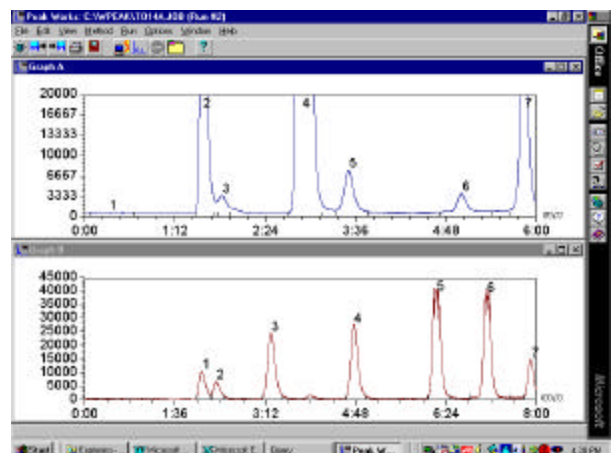 Peak Works: C:\WPEAK\TO14A.JOB (Run #2)
File Edit View Method Run Options Window Help
Office
Graph A
20000
16667
13333
10000
6667
3333
0
1 2 3 4 5 6 7
0:00 1:12 2:24 3:36 4:48 6:00
Graph B
45000
40000
35000
30000
25000
20000
15000
10000
5000
0
1 2 3 4 5 6 7
0:00 1:36 3:12 4:48 6:24 8:00
Microsoft
Start Microsoft Microsoft E Peak W...